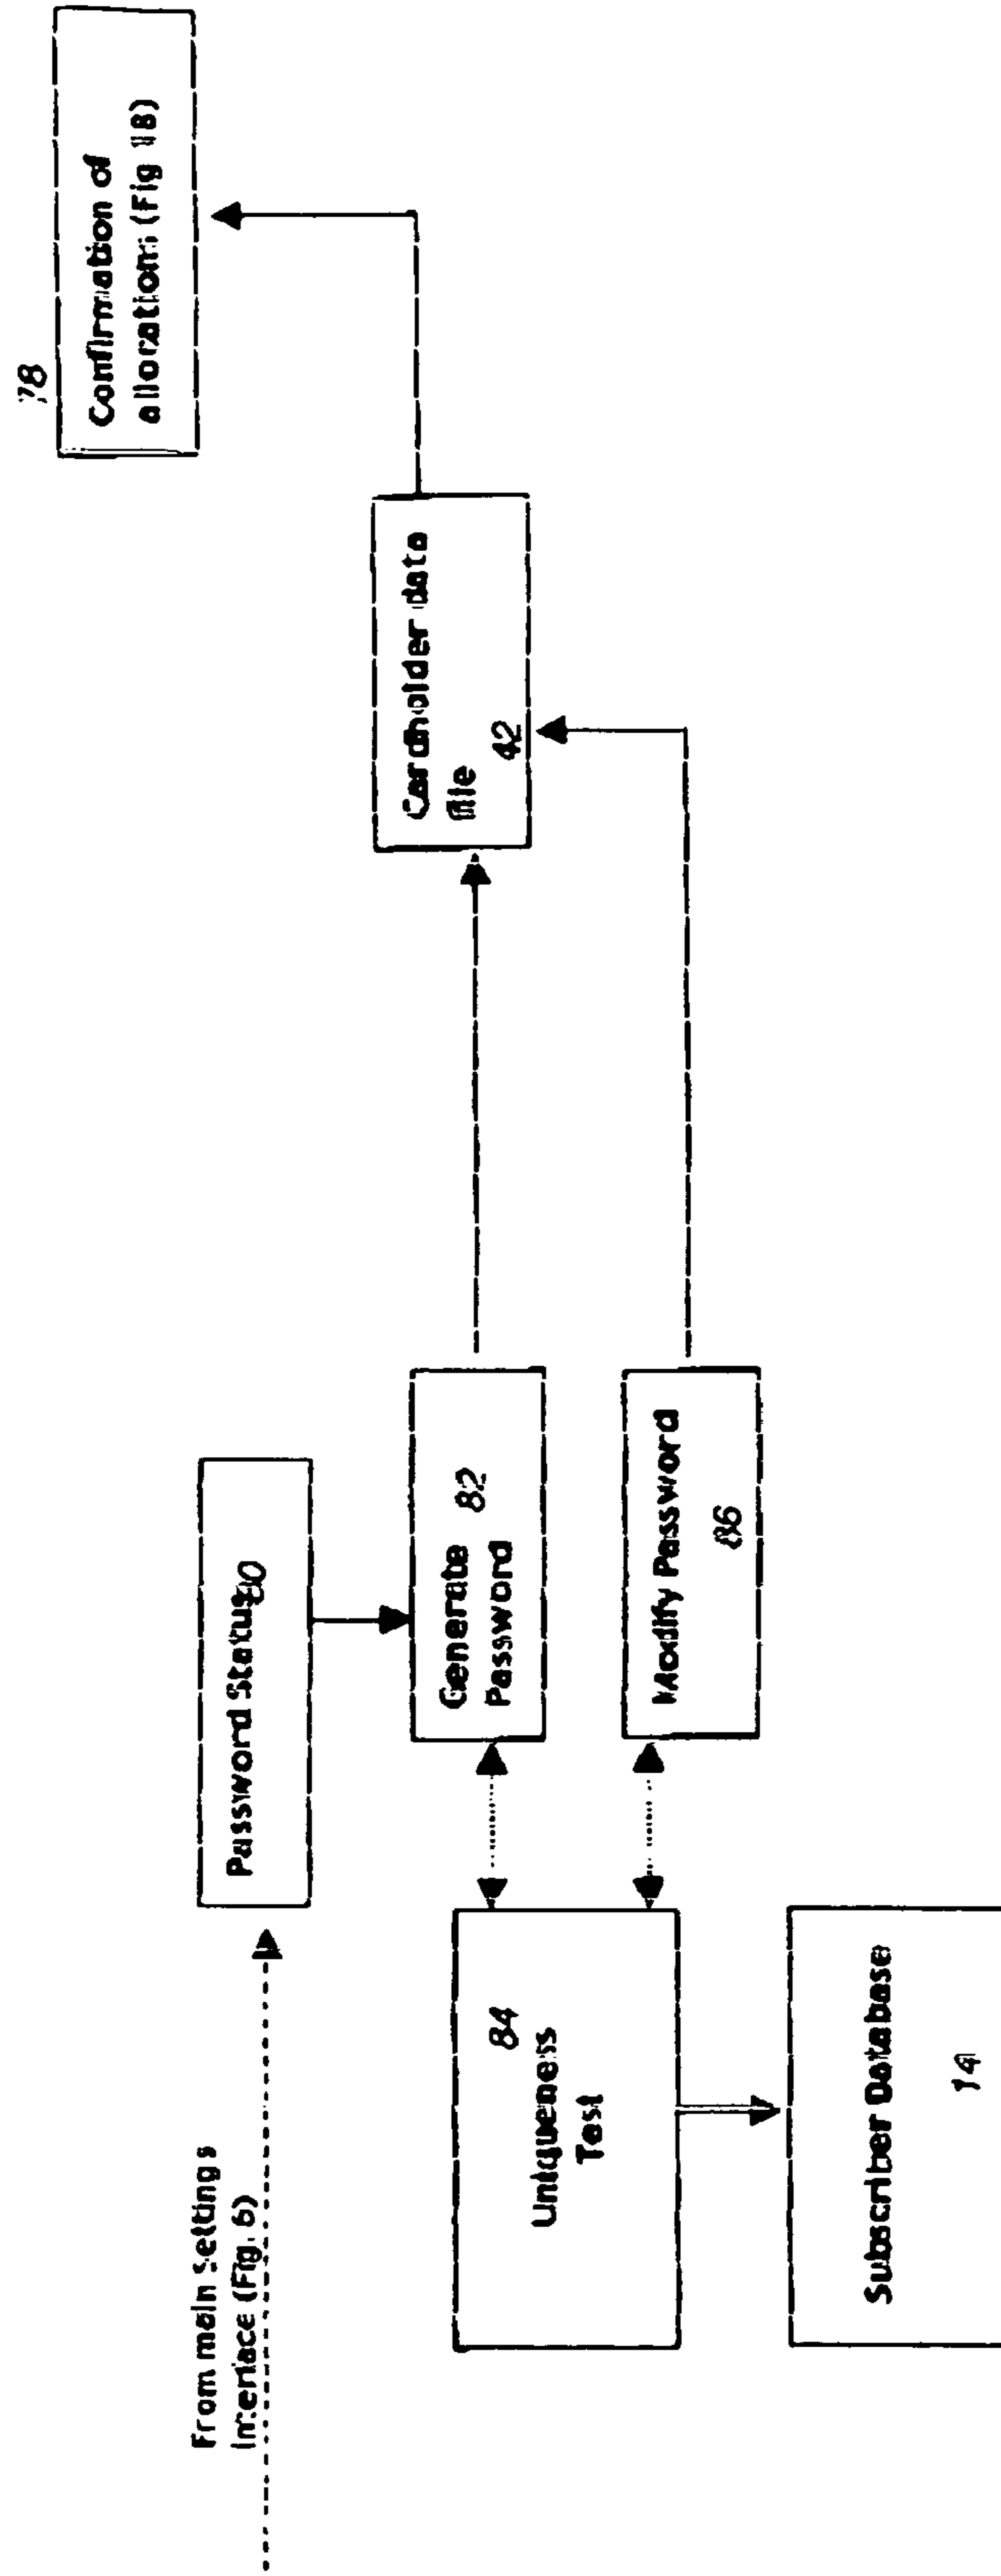 From main settings
interface (Fig. 6)
Password Status
80
Generate 82
Password
84
Uniqueness
Test
Modify Password
86
Subscriber Database
14
Cardholder data
file 42
78
Confirmation of
allocation (Fig 18)